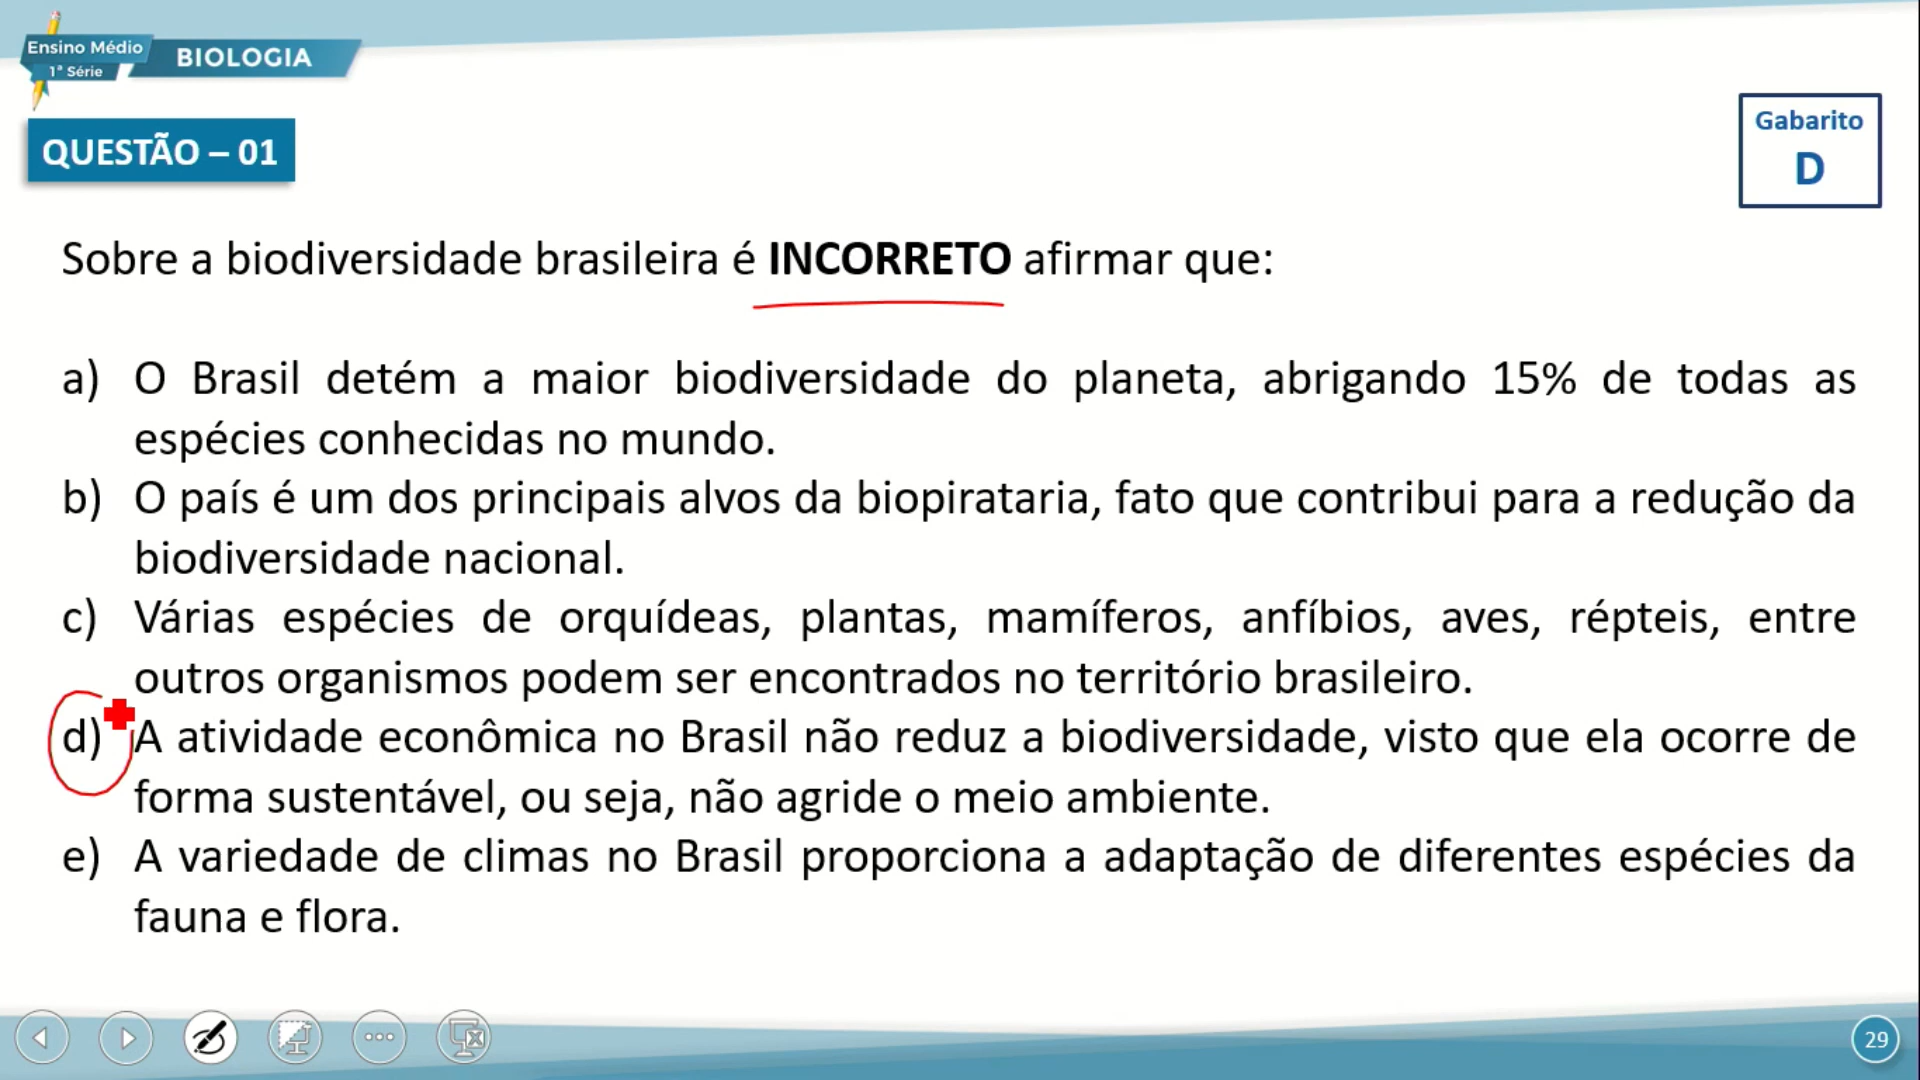 Ensino Médio
1ª Série
BIOLOGIA
Gabarito
D
QUESTÃO – 01
Sobre a biodiversidade brasileira é INCORRETO afirmar que:
a) O Brasil detém a maior biodiversidade do planeta, abrigando 15% de todas as
espécies conhecidas no mundo.
b) O país é um dos principais alvos da biopirataria, fato que contribui para a redução da
biodiversidade nacional.
c) Várias espécies de orquídeas, plantas, mamíferos, anfíbios, aves, répteis, entre
outros organismos podem ser encontrados no território brasileiro.
d) A atividade econômica no Brasil não reduz a biodiversidade, visto que ela ocorre de
forma sustentável, ou seja, não agride o meio ambiente.
e) A variedade de climas no Brasil proporciona a adaptação de diferentes espécies da
fauna e flora.
29